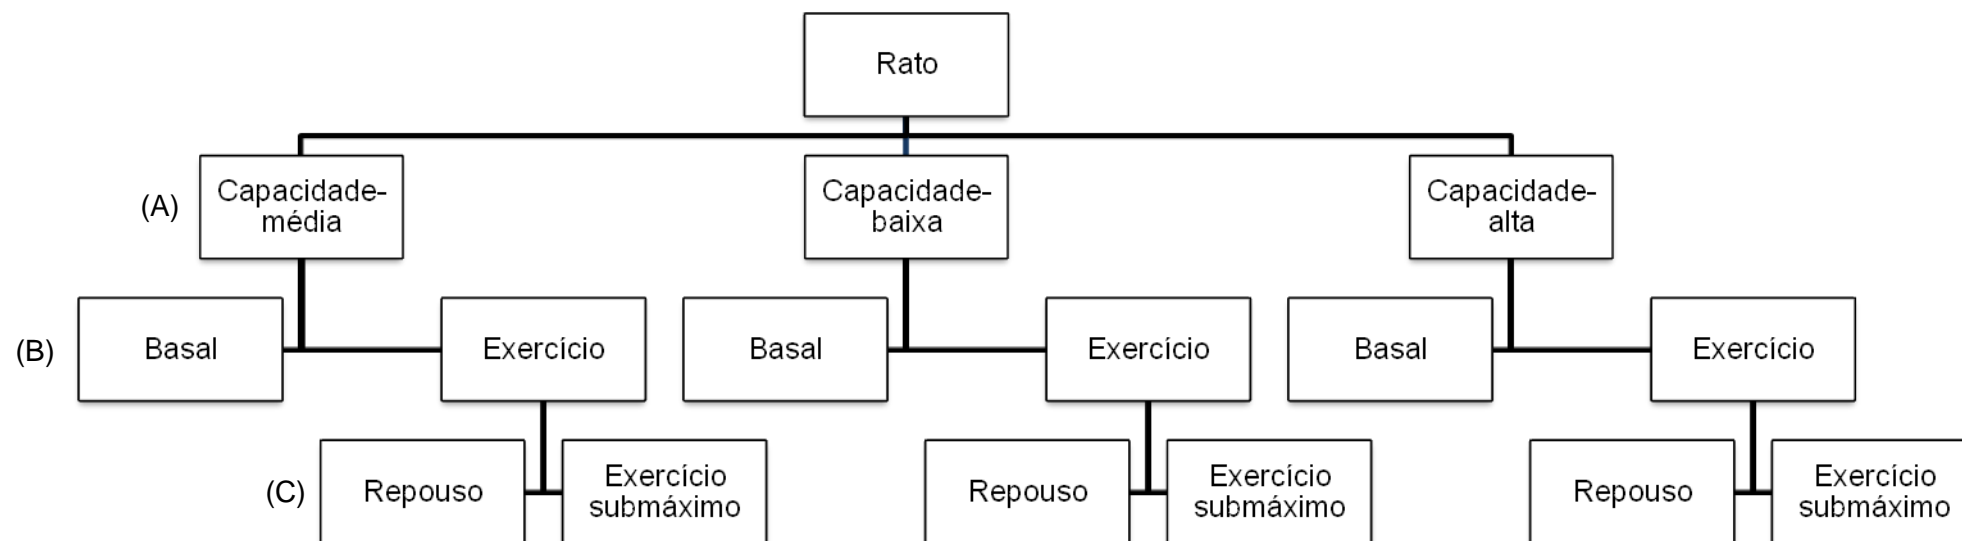 Rato
(A)
Capacidade-
média
Capacidade-
baixa
Capacidade-
alta
(B)
Basal
Exercício
Basal
Exercício
Basal
Exercício
(C)
Repouso
Exercício
submáximo
Repouso
Exercício
submáximo
Repouso
Exercício
submáximo